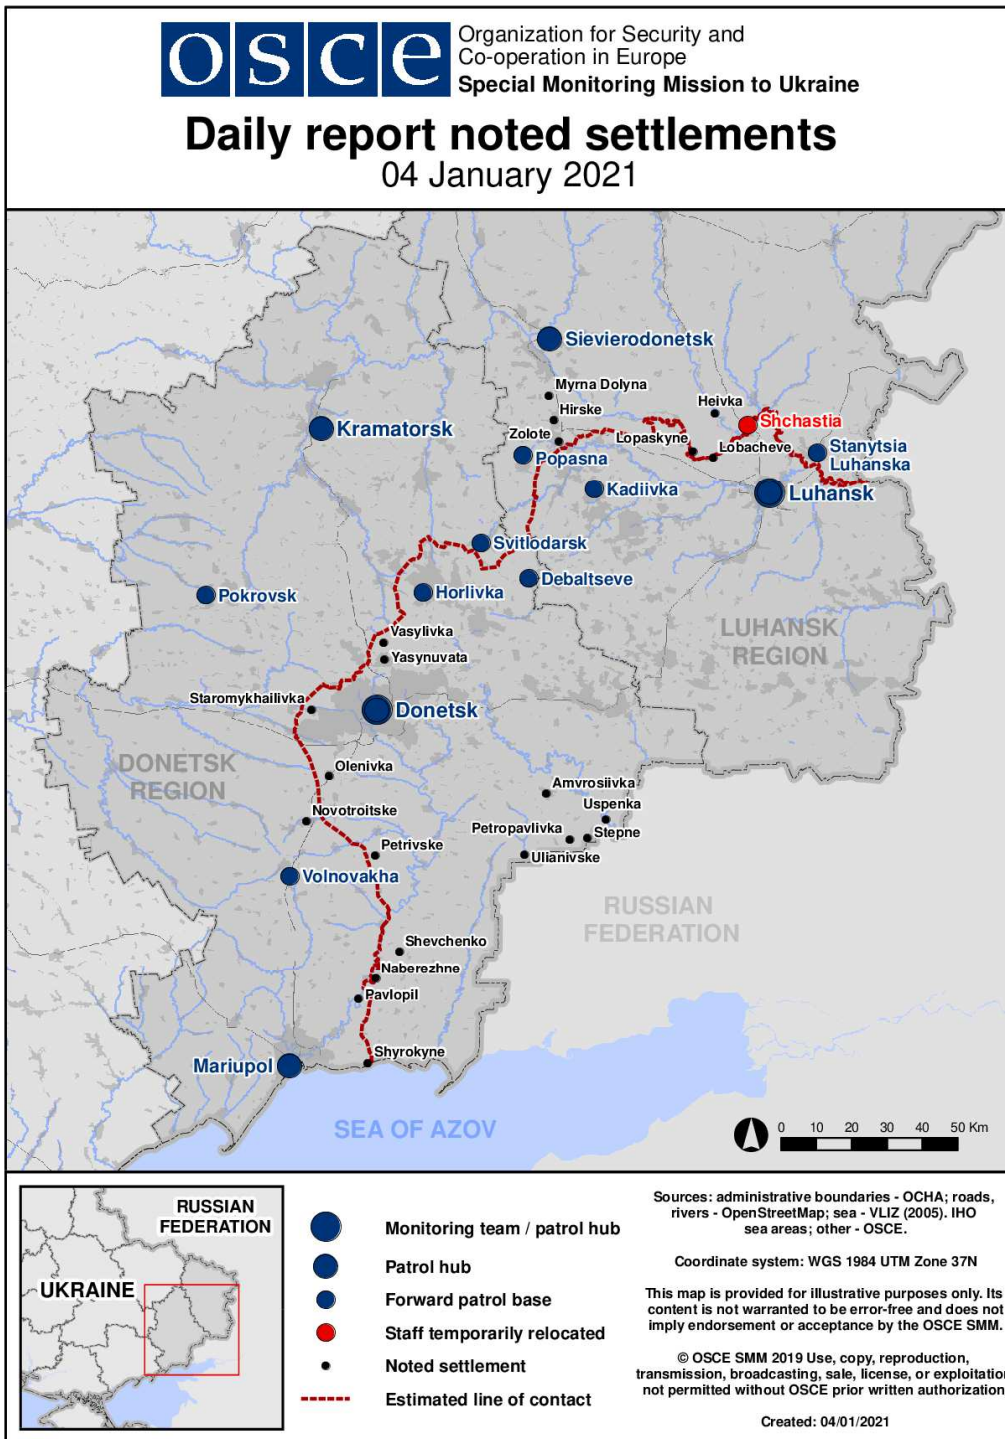 osce
Organization for Security and
Co-operation in Europe
Special Monitoring Mission to Ukraine
Daily report noted settlements
04 January 2021
Sievierodonetsk
Myrna Dolyna
Hirske
Heivka
Kramatorsk
Zolote
Shchastia
Lopaskyne
Lobacheve
Stanytsia
Luhanska
Popasna
Kadiivka
Luhansk
Svitlodarsk
Debaltseve
Pokrovsk
Horlivka
Vasylivka
LUHANSK
REGION
Yasynuvata
Staromykhailivka
Donetsk
DONETSK
REGION
Olenivka
Amvrosiivka
Uspenka
Novotroitske
Petropavlivka
Stepne
Petrivske
Ulianivske
Volnovakha
RUSSIAN
FEDERATION
Shevchenko
Naberezhne
Pavlopil
Shyrokyne
Mariupol
SEA OF AZOV
0 10 20 30 40 50 Km
RUSSIAN
FEDERATION
UKRAINE
Monitoring team / patrol hub
Patrol hub
Forward patrol base
Staff temporarily relocated
Noted settlement
Estimated line of contact
Sources: administrative boundaries - OCHA; roads,
rivers - OpenStreetMap; sea - VLIZ (2005). IHO
sea areas; other - OSCE.
Coordinate system: WGS 1984 UTM Zone 37N
This map is provided for illustrative purposes only. Its
content is not warranted to be error-free and does not
imply endorsement or acceptance by the OSCE SMM.
© OSCE SMM 2019 Use, copy, reproduction,
transmission, broadcasting, sale, license, or exploitation
not permitted without OSCE prior written authorization
Created: 04/01/2021